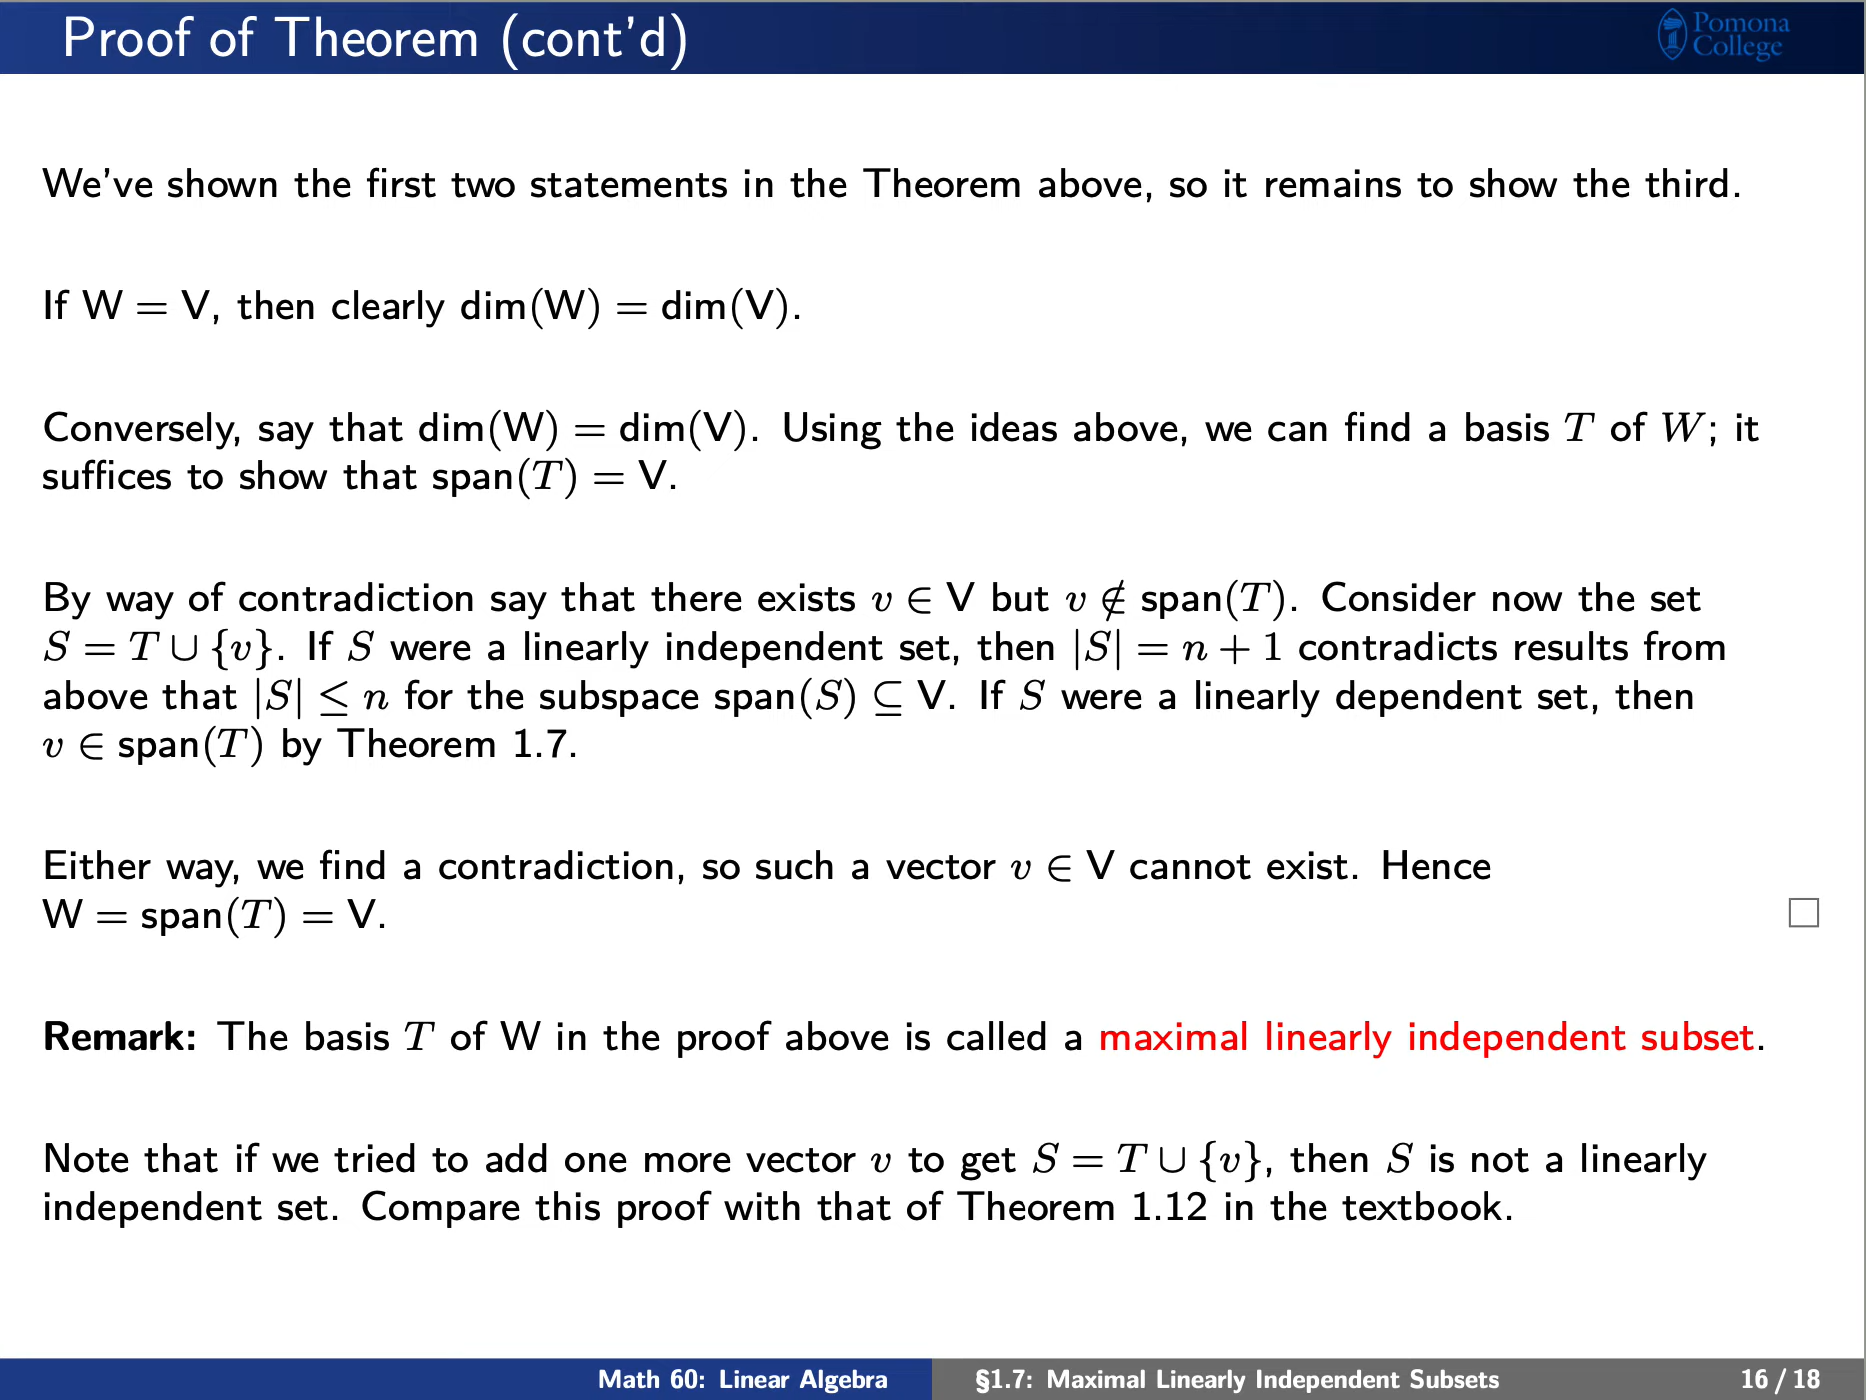 Proof of Theorem (cont'd)
Pomona
College
We've shown the first two statements in the Theorem above, so it remains to show the third.
If W = V, then clearly dim(W) = dim(V).
Conversely, say that dim(W) = dim(V). Using the ideas above, we can find a basis T of W; it
suffices to show that span(T) = V.
By way of contradiction say that there exists v ∈ V but v ∉ span(T). Consider now the set
S = T ∪ {v}. If S were a linearly independent set, then |S| = n + 1 contradicts results from
above that |S| ≤ n for the subspace span(S) ⊆ V. If S were a linearly dependent set, then
v ∈ span(T) by Theorem 1.7.
Either way, we find a contradiction, so such a vector v ∈ V cannot exist. Hence
W = span(T) = V. □
Remark: The basis T of W in the proof above is called a maximal linearly independent subset.
Note that if we tried to add one more vector v to get S = T ∪ {v}, then S is not a linearly
independent set. Compare this proof with that of Theorem 1.12 in the textbook.
Math 60: Linear Algebra §1.7: Maximal Linearly Independent Subsets 16 / 18